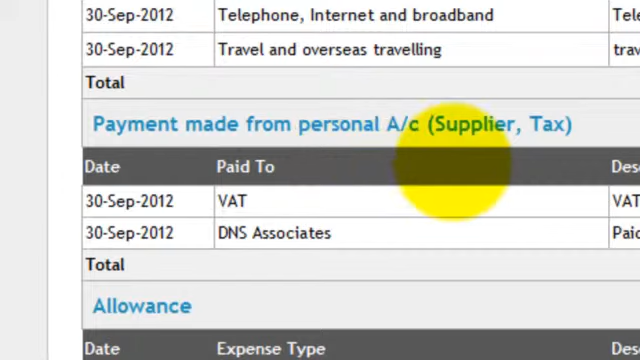 30-Sep-2012 Telephone, Internet and broadband
30-Sep-2012 Travel and overseas travelling
Total
Payment made from personal A/c (Supplier, Tax)
Date Paid To
30-Sep-2012 VAT VAT
30-Sep-2012 DNS Associates
Total
Allowance
Date Expense Type